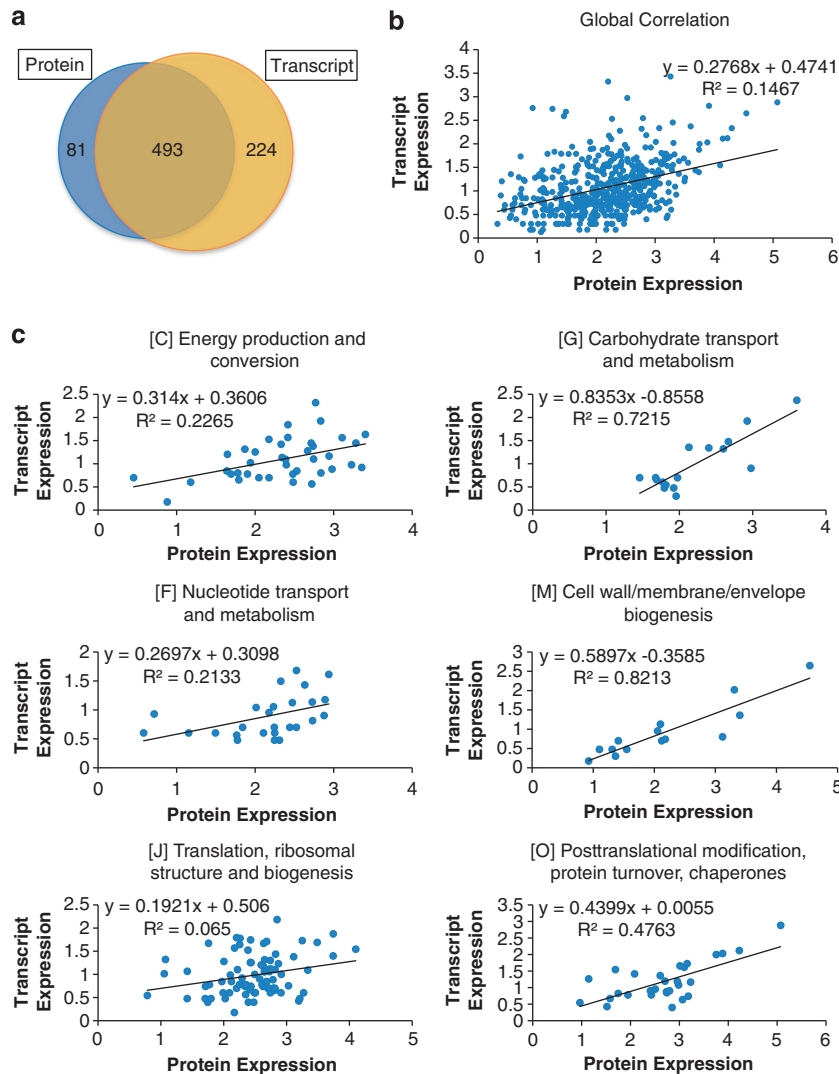 a
Protein
Transcript
81
493
224
b
Global Correlation
y = 0.2768x + 0.4741
R² = 0.1467
Transcript
Expression
4
3.5
3
2.5
2
1.5
1
0.5
0
0 1 2 3 4 5 6
Protein Expression
c
[C] Energy production and
conversion
y = 0.314x + 0.3606
R² = 0.2265
Transcript
Expression
2.5
2
1.5
1
0.5
0
0 1 2 3 4
Protein Expression
[G] Carbohydrate transport
and metabolism
y = 0.8353x -0.8558
R² = 0.7215
Transcript
Expression
2.5
2
1.5
1
0.5
0
0 1 2 3 4
Protein Expression
[F] Nucleotide transport
and metabolism
y = 0.2697x + 0.3098
R² = 0.2133
Transcript
Expression
2
1.5
1
0.5
0
0 1 2 3 4
Protein Expression
[M] Cell wall/membrane/envelope
biogenesis
y = 0.5897x -0.3585
R² = 0.8213
Transcript
Expression
3
2.5
2
1.5
1
0.5
0
0 1 2 3 4 5
Protein Expression
[J] Translation, ribosomal
structure and biogenesis
y = 0.1921x + 0.506
R² = 0.065
Transcript
Expression
2.5
2
1.5
1
0.5
0
0 1 2 3 4 5
Protein Expression
[O] Posttranslational modification,
protein turnover, chaperones
y = 0.4399x + 0.0055
R² = 0.4763
Transcript
Expression
3.5
3
2.5
2
1.5
1
0.5
0
0 1 2 3 4 5 6
Protein Expression